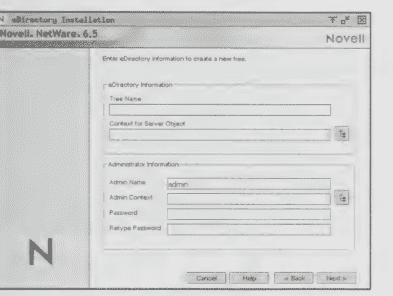 N eDirectory Installation
Novell. NetWare. 6.5
Novell
Enter eDirectory information to create a new tree.
eDirectory Information
Tree Name
Context for Server Object
Administrator Information
Admin Name
admin
Admin Context
Password
Retype Password
N
Cancel
Help
« Back
Next »